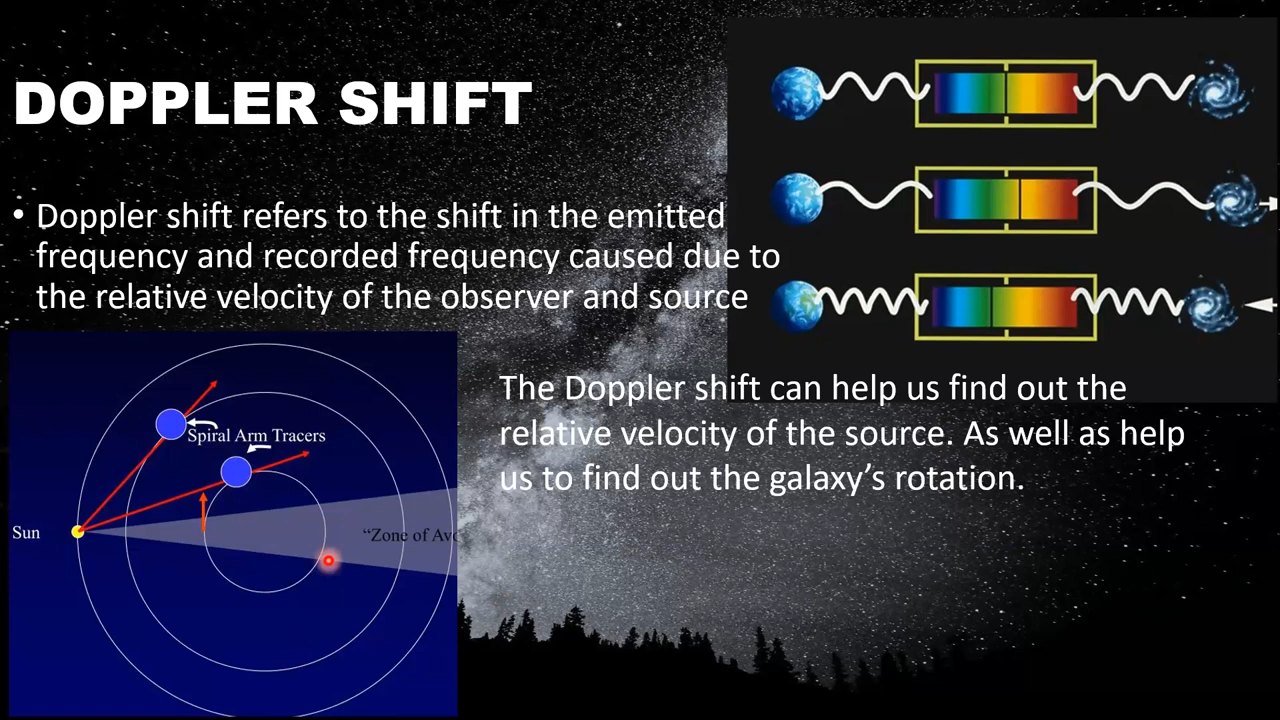 DOPPLER SHIFT
• Doppler shift refers to the shift in the emitted
frequency and recorded frequency caused due to
the relative velocity of the observer and source
The Doppler shift can help us find out the
relative velocity of the source. As well as help
us to find out the galaxy’s rotation.
Spiral Arm Tracers
Sun
“Zone of